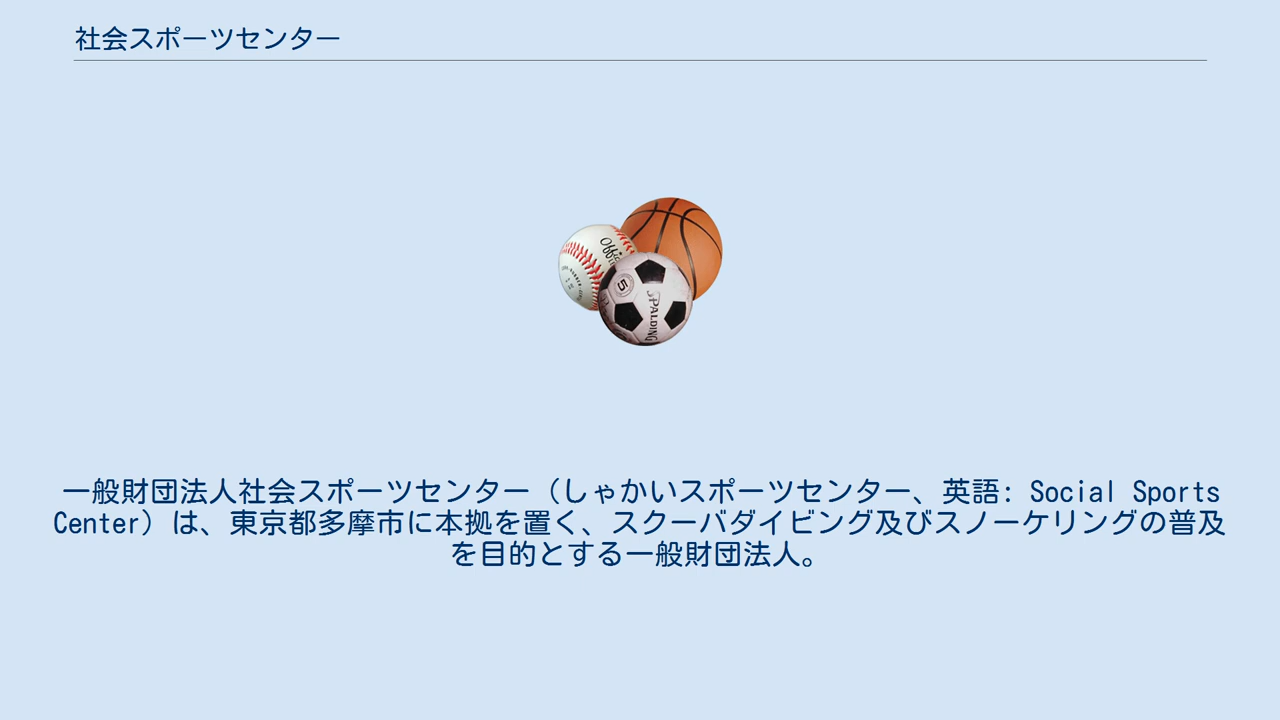 社会スポーツセンター
Offic
5
SPALDING
一般財団法人社会スポーツセンター（しゃかいスポーツセンター、英語: Social Sports
Center）は、東京都多摩市に本拠を置く、スクーバダイビング及びスノーケリングの普及
を目的とする一般財団法人。